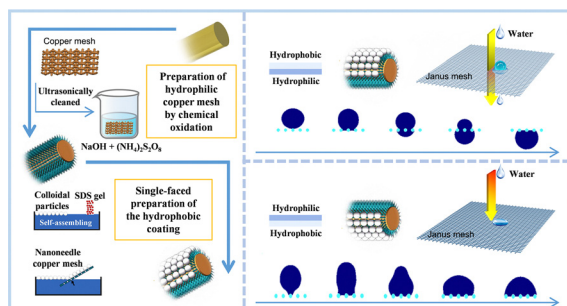 Copper mesh
Ultrasonically
cleaned
Preparation of
hydrophilic
copper mesh
by chemical
oxidation
NaOH + (NH₄)₂S₂O₈
Colloidal
particles
SDS gel
Self-assembling
Single-faced
preparation of
the hydrophobic
coating
Nanoneedle
copper mesh
Hydrophobic
Hydrophilic
Water
Janus mesh
Hydrophilic
Hydrophobic
Water
Janus mesh